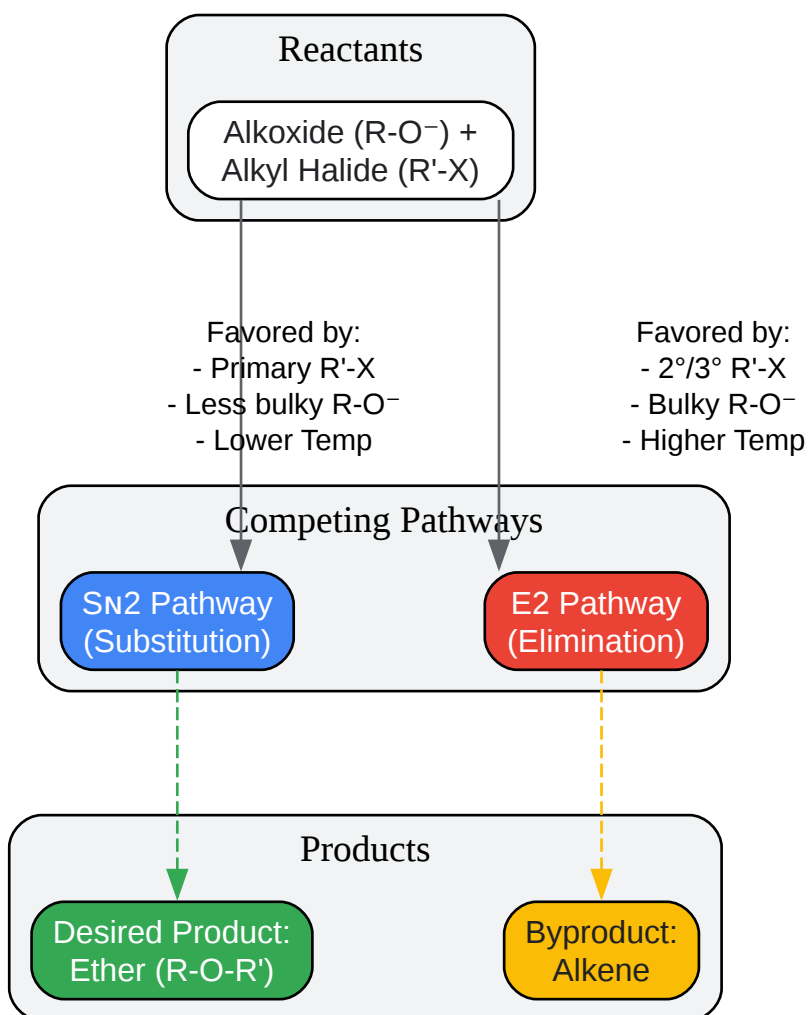 Reactants
Alkoxide (R-O⁻) +
Alkyl Halide (R'-X)
Favored by:
- Primary R'-X
- Less bulky R-O⁻
- Lower Temp
Favored by:
- 2°/3° R'-X
- Bulky R-O⁻
- Higher Temp
Competing Pathways
Sɴ2 Pathway
(Substitution)
E2 Pathway
(Elimination)
Products
Desired Product:
Ether (R-O-R')
Byproduct:
Alkene